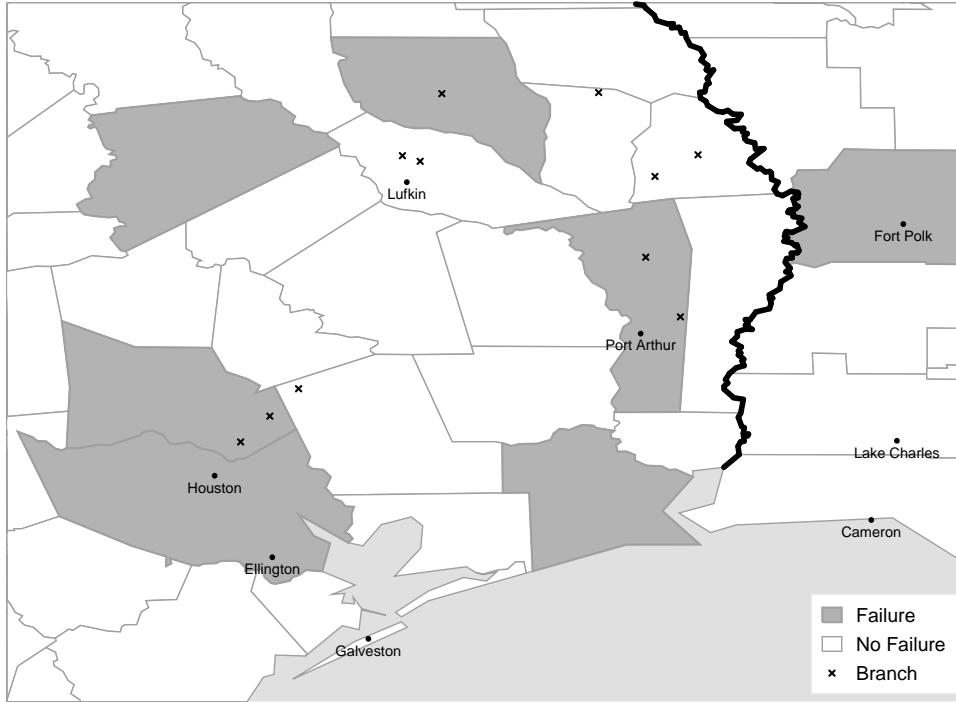 Lufkin
Fort Polk
Port Arthur
Lake Charles
Houston
Cameron
Ellington
Galveston
Failure
No Failure
Branch